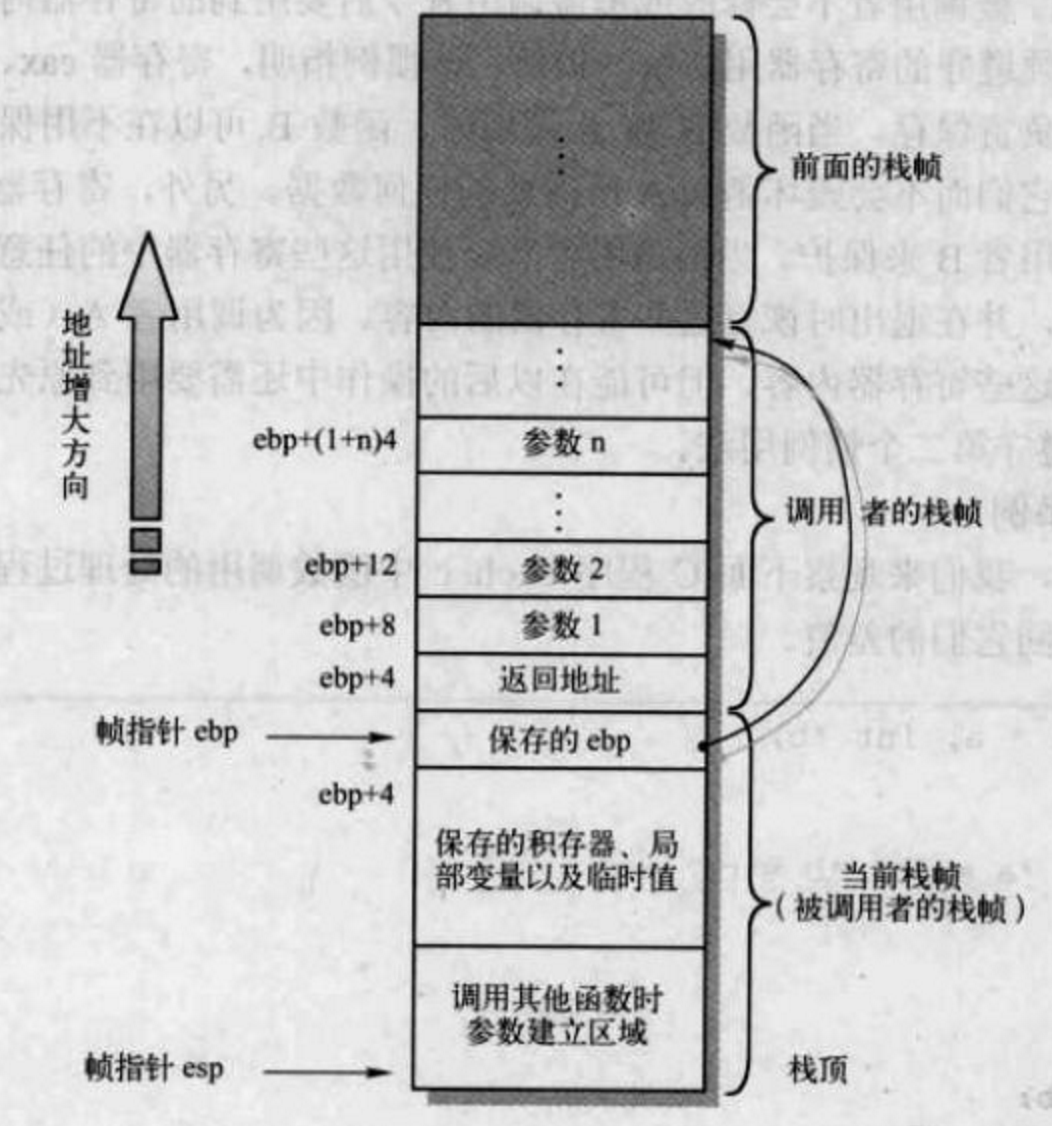 前面的栈帧
地址增大方向
ebp+(1+n)4
参数 n
调用 者的栈帧
ebp+12
参数 2
ebp+8
参数 1
ebp+4
返回地址
帧指针 ebp
保存的 ebp
ebp+4
保存的积存器、局
部变量以及临时值
当前栈帧
(被调用者的栈帧)
调用其他函数时
参数建立区域
帧指针 esp
栈顶